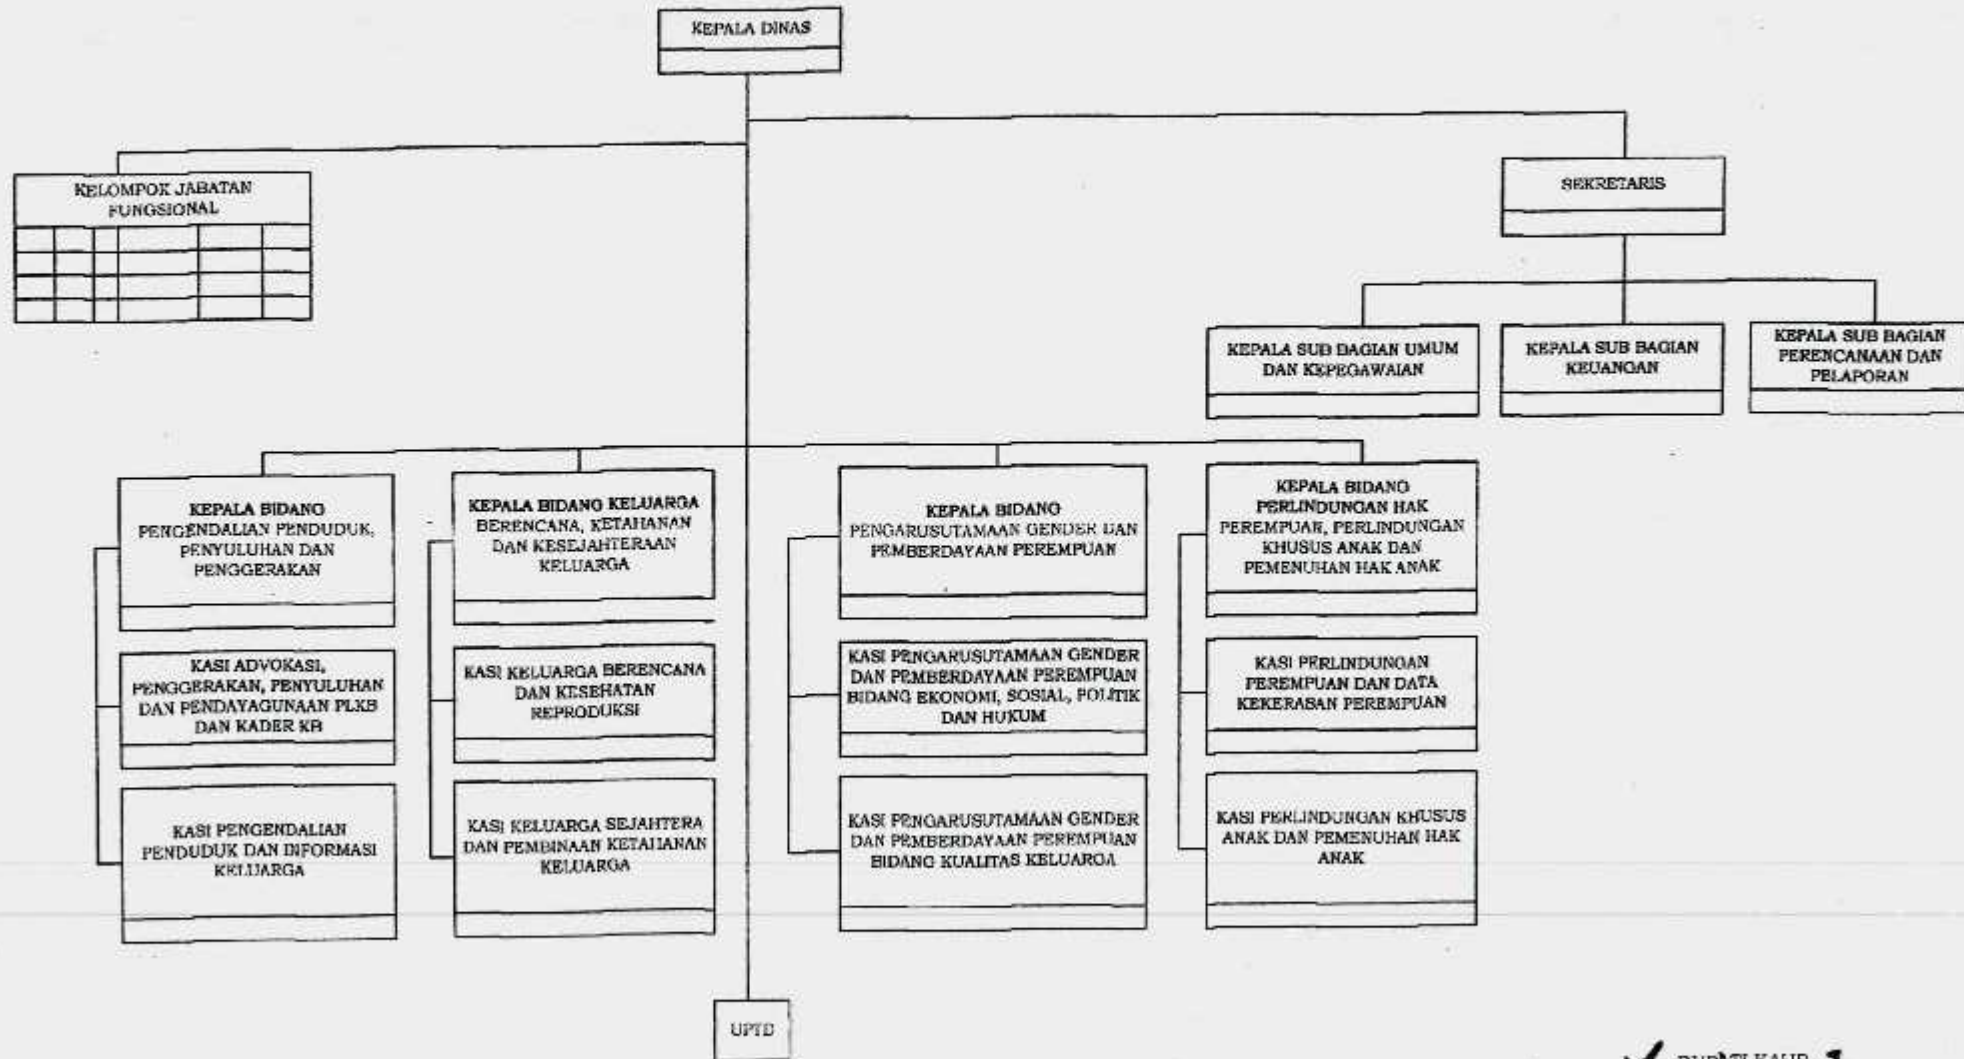 KEPALA DINAS
KELOMPOK JABATAN
FUNGSIONAL
SEKRETARIS
KEPALA SUB BAGIAN UMUM
DAN KEPEGAWAIAN
KEPALA SUB BAGIAN
KEUANGAN
KEPALA SUB BAGIAN
PERENCANAAN DAN
PELAPORAN
KEPALA BIDANG
PENGENDALIAN PENDUDUK,
PENYULUHAN DAN
PENGGERAKAN
KEPALA BIDANG KELUARGA
BERENCANA, KETAHANAN
DAN KESEJAHTERAAN
KELUARGA
KEPALA BIDANG
PENGARUSUTAMAAN GENDER DAN
PEMBERDAYAAN PEREMPUAN
KEPALA BIDANG
PERLINDUNGAN HAK
PEREMPUAN, PERLINDUNGAN
KHUSUS ANAK DAN
PEMENUHAN HAK ANAK
KASI ADVOKASI,
PENGGERAKAN, PENYULUHAN
DAN PENDAYAGUNAAN PLKB
DAN KADER KB
KASI KELUARGA BERENCANA
DAN KESEHATAN
REPRODUKSI
KASI PENGARUSUTAMAAN GENDER
DAN PEMBERDAYAAN PEREMPUAN
BIDANG EKONOMI, SOSIAL, POLITIK
DAN HUKUM
KASI PERLINDUNGAN
PEREMPUAN DAN DATA
KEKERASAN PEREMPUAN
KASI PENGENDALIAN
PENDUDUK DAN INFORMASI
KELUARGA
KASI KELUARGA SEJAHTERA
DAN PEMBINAAN KETAHANAN
KELUARGA
KASI PENGARUSUTAMAAN GENDER
DAN PEMBERDAYAAN PEREMPUAN
BIDANG KUALITAS KELUARGA
KASI PERLINDUNGAN KHUSUS
ANAK DAN PEMENUHAN HAK
ANAK
UPTD
BUPATI KAUR